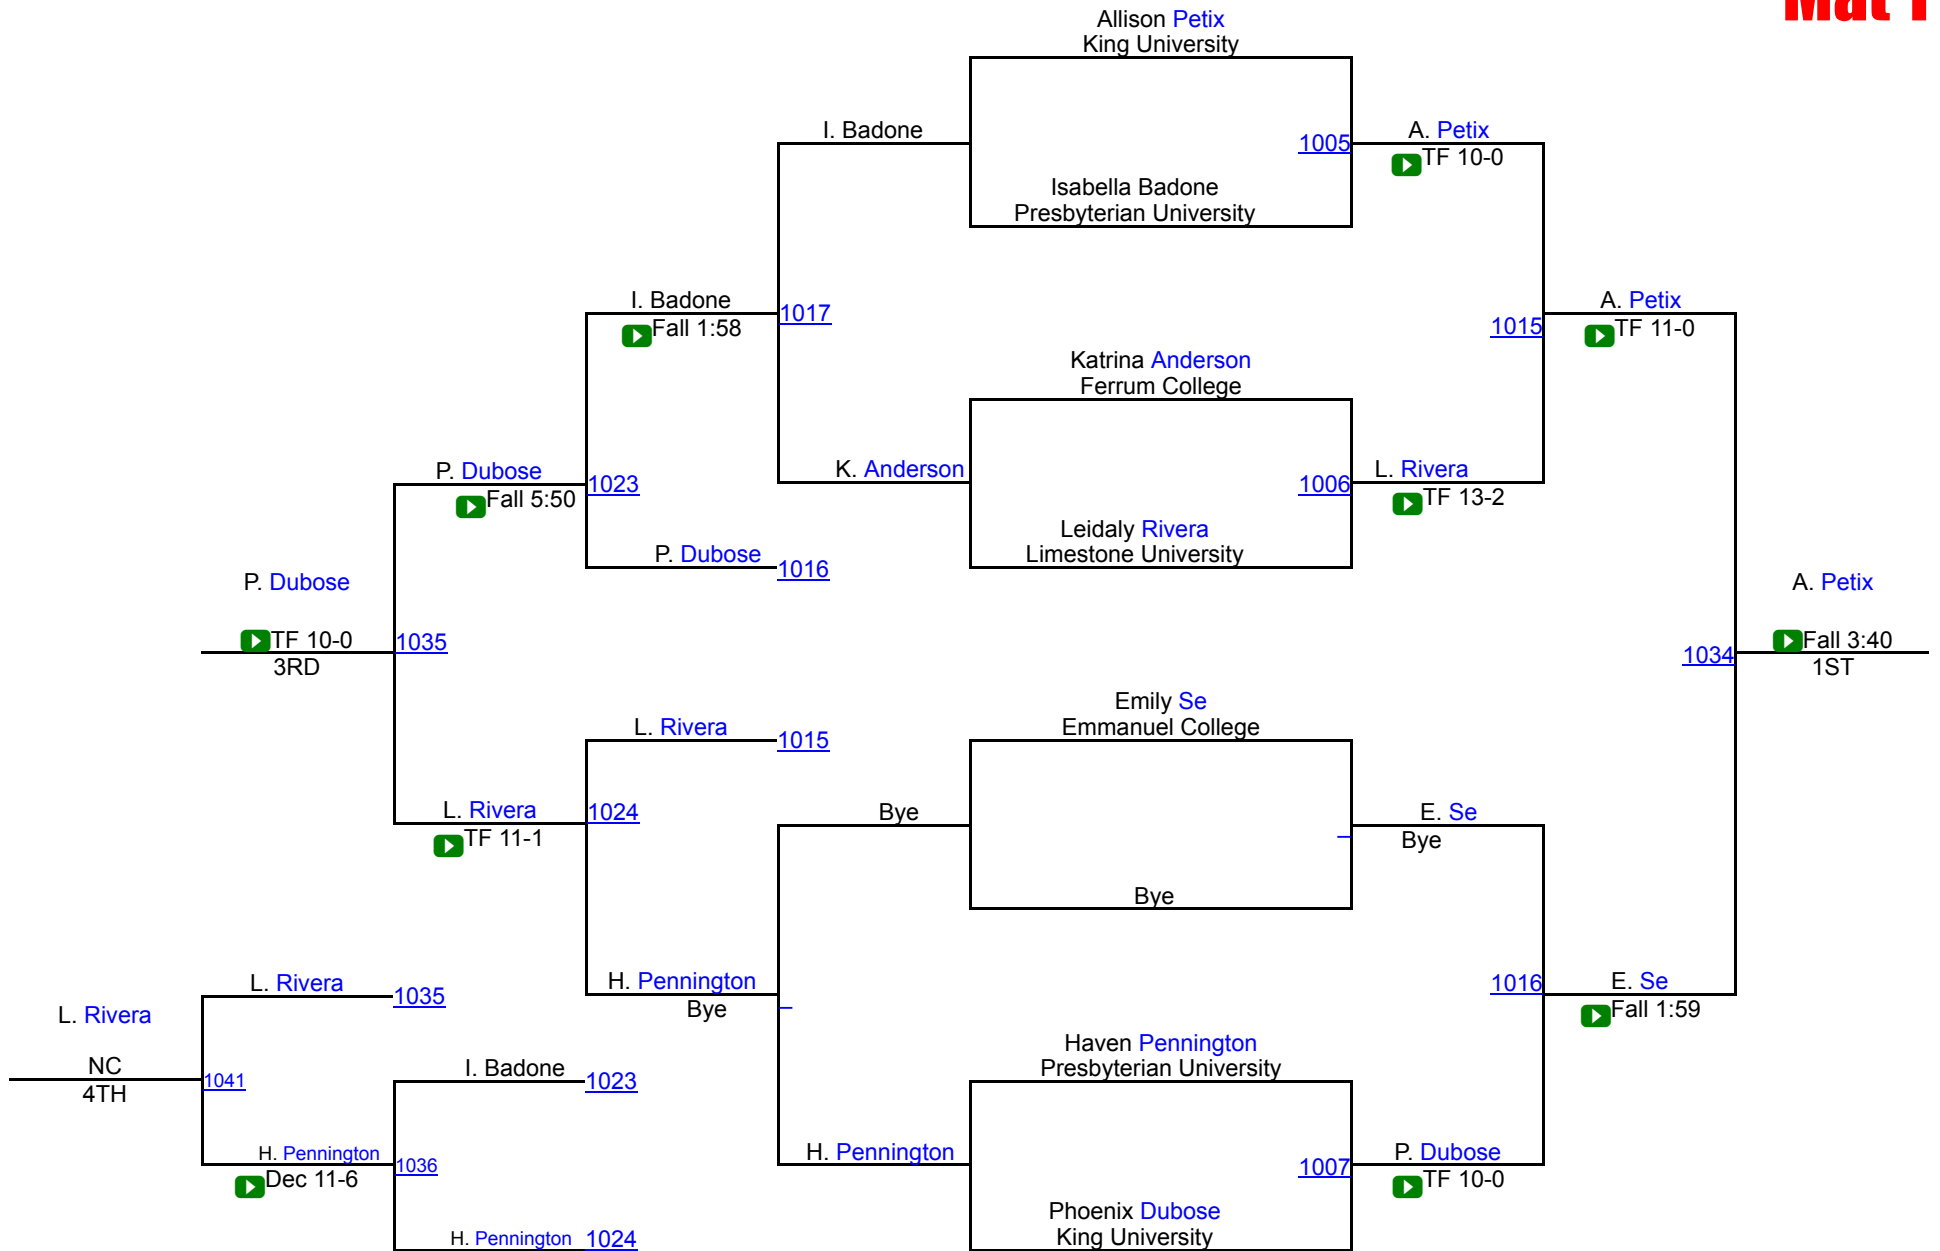 Mat 1
Allison Petix
King University
I. Badone
1005
A. Petix
TF 10-0
Isabella Badone
Presbyterian University
I. Badone
Fall 1:58
1017
1015
A. Petix
TF 11-0
Katrina Anderson
Ferrum College
P. Dubose
Fall 5:50
1023
K. Anderson
1006
L. Rivera
TF 13-2
Leidaly Rivera
Limestone University
P. Dubose
1016
P. Dubose
TF 10-0
3RD
1035
A. Petix
1034
Fall 3:40
1ST
Emily Se
Emmanuel College
L. Rivera
1015
L. Rivera
TF 11-1
1024
Bye
E. Se
Bye
Bye
H. Pennington
Bye
1016
E. Se
Fall 1:59
L. Rivera
1035
L. Rivera
NC
4TH
1041
Haven Pennington
Presbyterian University
I. Badone
1023
H. Pennington
Dec 11-6
1036
H. Pennington
1007
P. Dubose
TF 10-0
Phoenix Dubose
King University
H. Pennington
1024